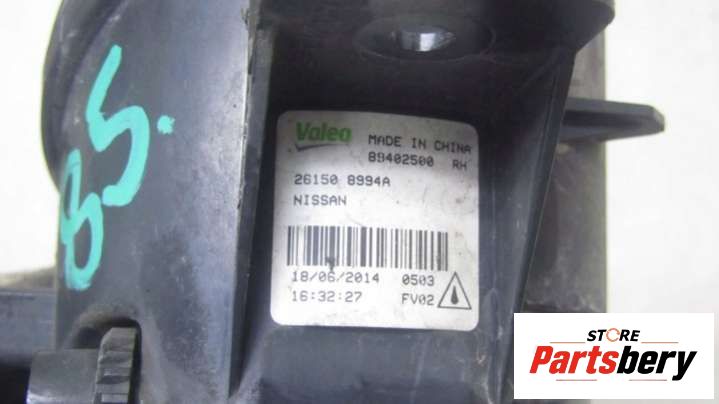 85.
Valeo MADE IN CHINA
89402500 RH
26150 8994A
NISSAN
18/06/2014 0503
16:32:27 FV02
STORE
Partsbery